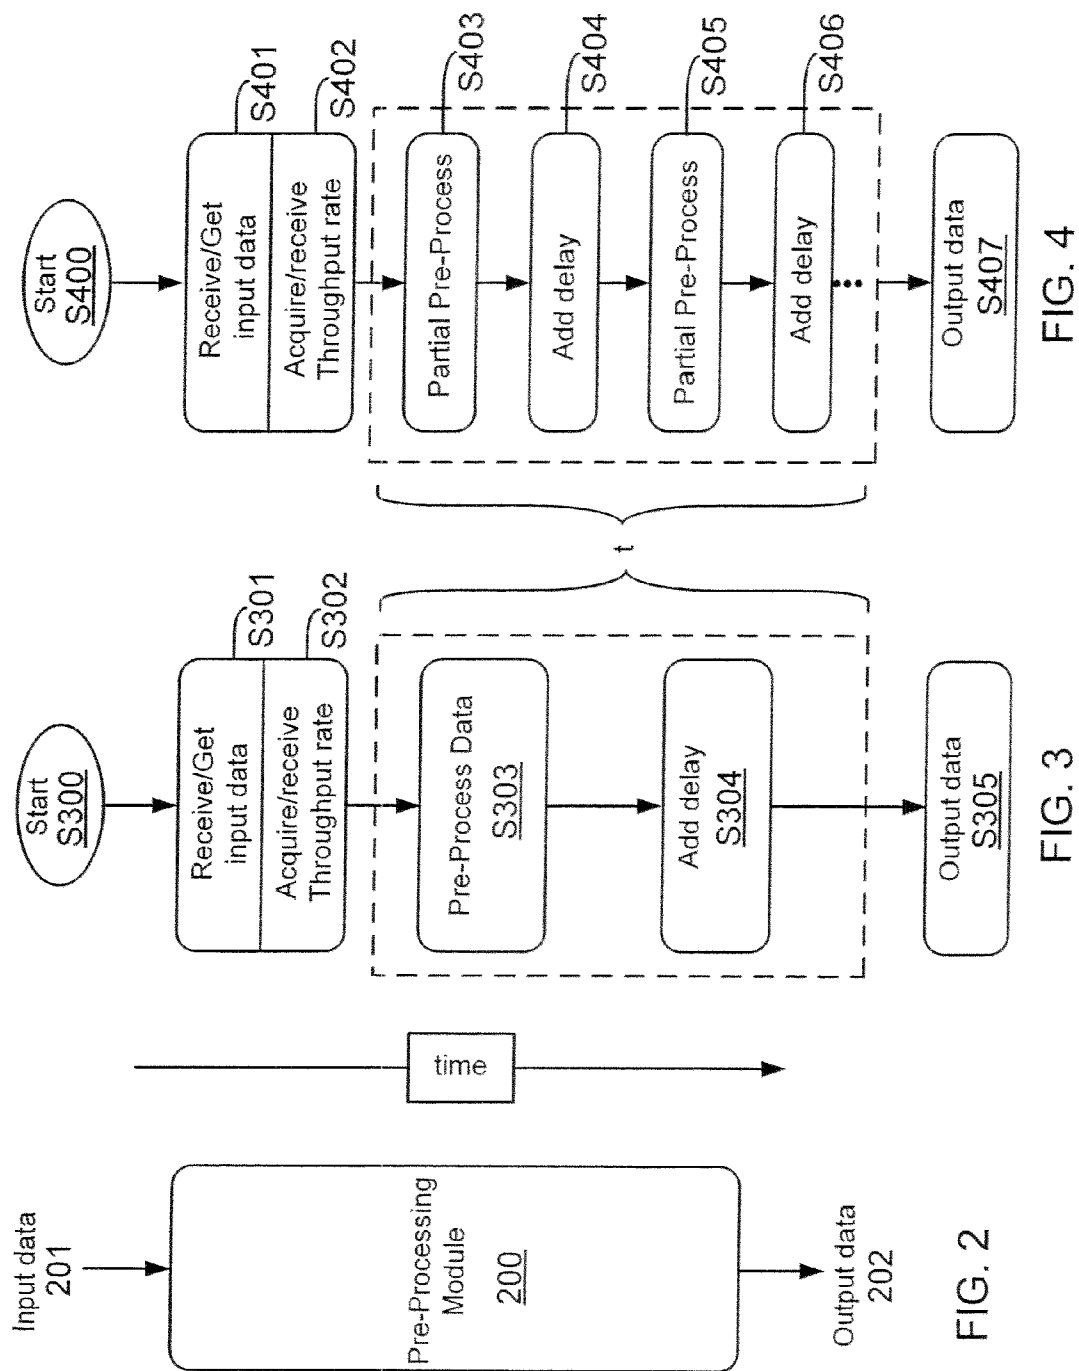 Input data
201
Pre-Processing
Module
200
Output data
202
FIG. 2
time
Start
S300
Receive/Get
input data
S301
Acquire/receive
Throughput rate
S302
Pre-Process Data
S303
Add delay
S304
Output data
S305
FIG. 3
t
Start
S400
Receive/Get
input data
S401
Acquire/receive
Throughput rate
S402
Partial Pre-Process
S403
Add delay
S404
Partial Pre-Process
S405
Add delay
S406
Output data
S407
FIG. 4